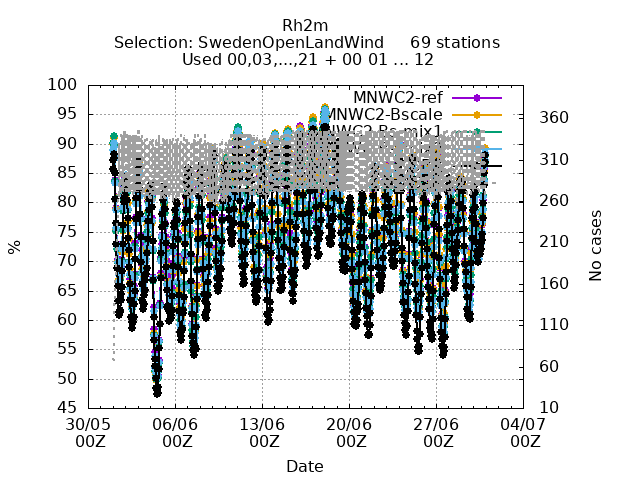 Rh2m
Selection: SwedenOpenLandWind 69 stations
Used 00,03,...,21 + 00 01 ... 12
MNWC2-ref
MNWC2-Bscale
100
95
90
85
80
75
70
65
60
55
50
45
%
360
310
260
210
160
110
60
10
No cases
30/05 06/06 13/06 20/06 27/06 04/07
00Z 00Z 00Z 00Z 00Z 00Z
Date